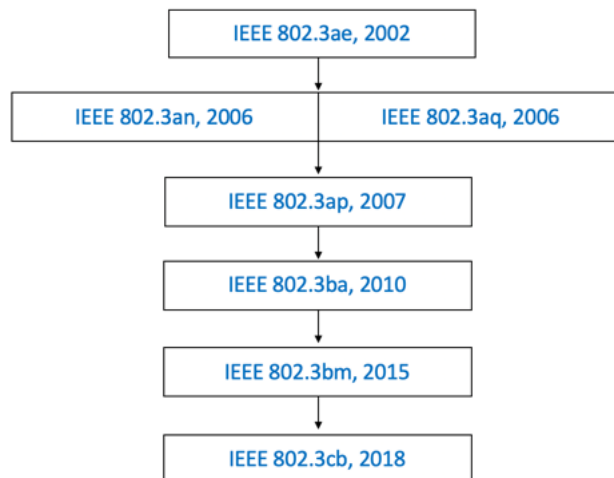 IEEE 802.3ae, 2002
IEEE 802.3an, 2006
IEEE 802.3aq, 2006
IEEE 802.3ap, 2007
IEEE 802.3ba, 2010
IEEE 802.3bm, 2015
IEEE 802.3cb, 2018